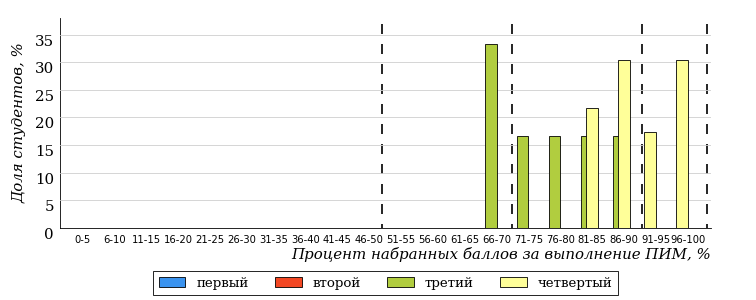 Доля студентов, %
35
30
25
20
15
10
5
0
0-5 6-10 11-15 16-20 21-25 26-30 31-35 36-40 41-45 46-50 51-55 56-60 61-65 66-70 71-75 76-80 81-85 86-90 91-95 96-100
Процент набранных баллов за выполнение ПИМ, %
первый второй третий четвертый